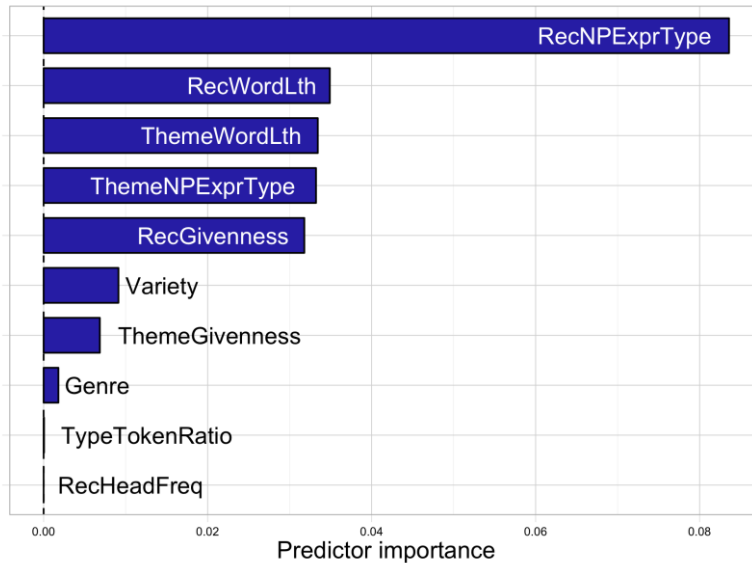 RecNPExprType
RecWordLth
ThemeWordLth
ThemeNPExprType
RecGivenness
Variety
ThemeGivenness
Genre
TypeTokenRatio
RecHeadFreq
0.00 0.02 0.04 0.06 0.08
Predictor importance